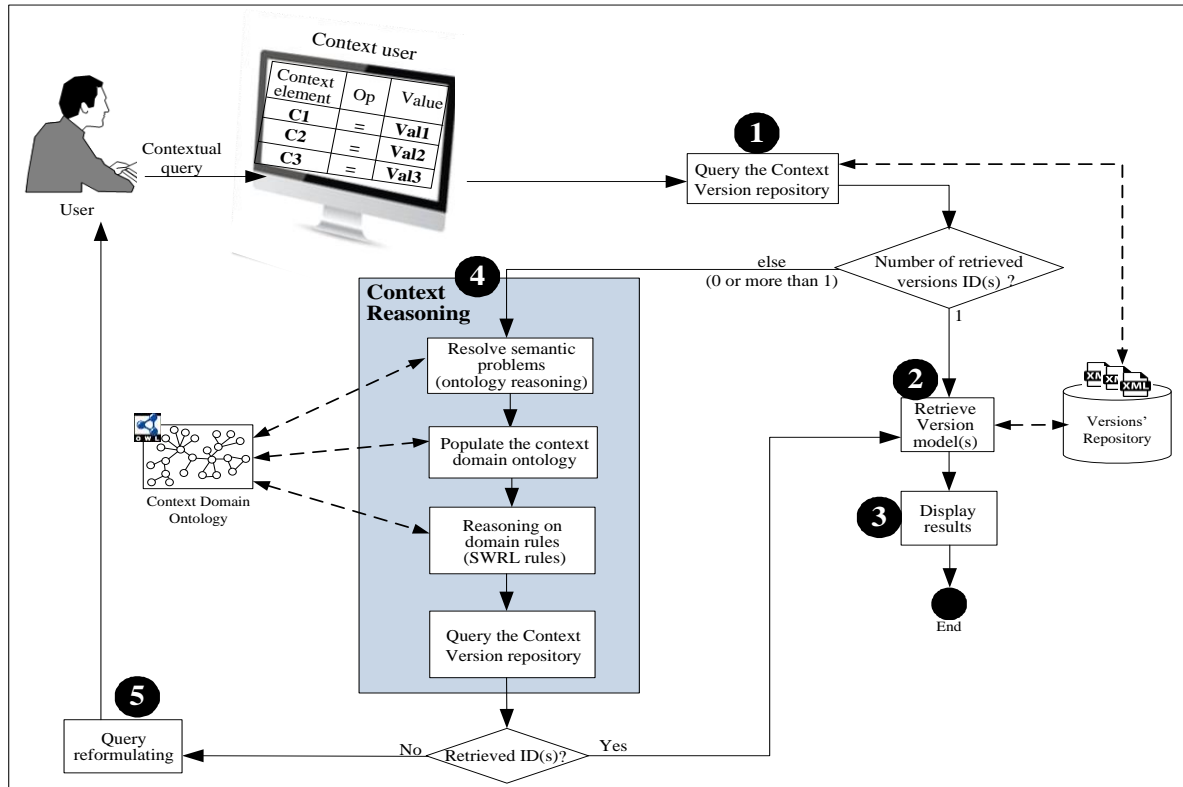 Context user
Context
element
Op
Value
C1
=
Val1
C2
=
Val2
C3
=
Val3
Contextual
query
User
1
Query the Context
Version repository
Number of retrieved
versions ID(s) ?
else
(0 or more than 1)
1
4
Context
Reasoning
Resolve semantic
problems
(ontology reasoning)
Populate the context
domain ontology
Reasoning on
domain rules
(SWRL rules)
Query the Context
Version repository
OWL
Context Domain
Ontology
2
Retrieve
Version
model(s)
XML
Versions'
Repository
3
Display
results
End
5
Query
reformulating
No
Retrieved ID(s)?
Yes